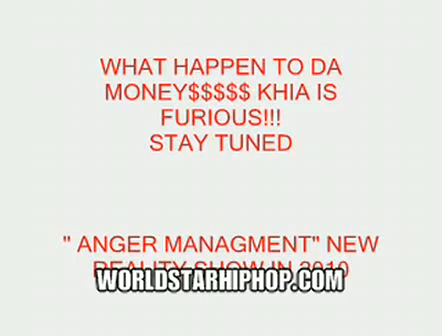 WHAT HAPPEN TO DA
MONEY$$$$$ KHIA IS
FURIOUS!!!
STAY TUNED
" ANGER MANAGMENT" NEW
REALITY SHOW IN 2010
WORLDSTARHIPHOP.COM